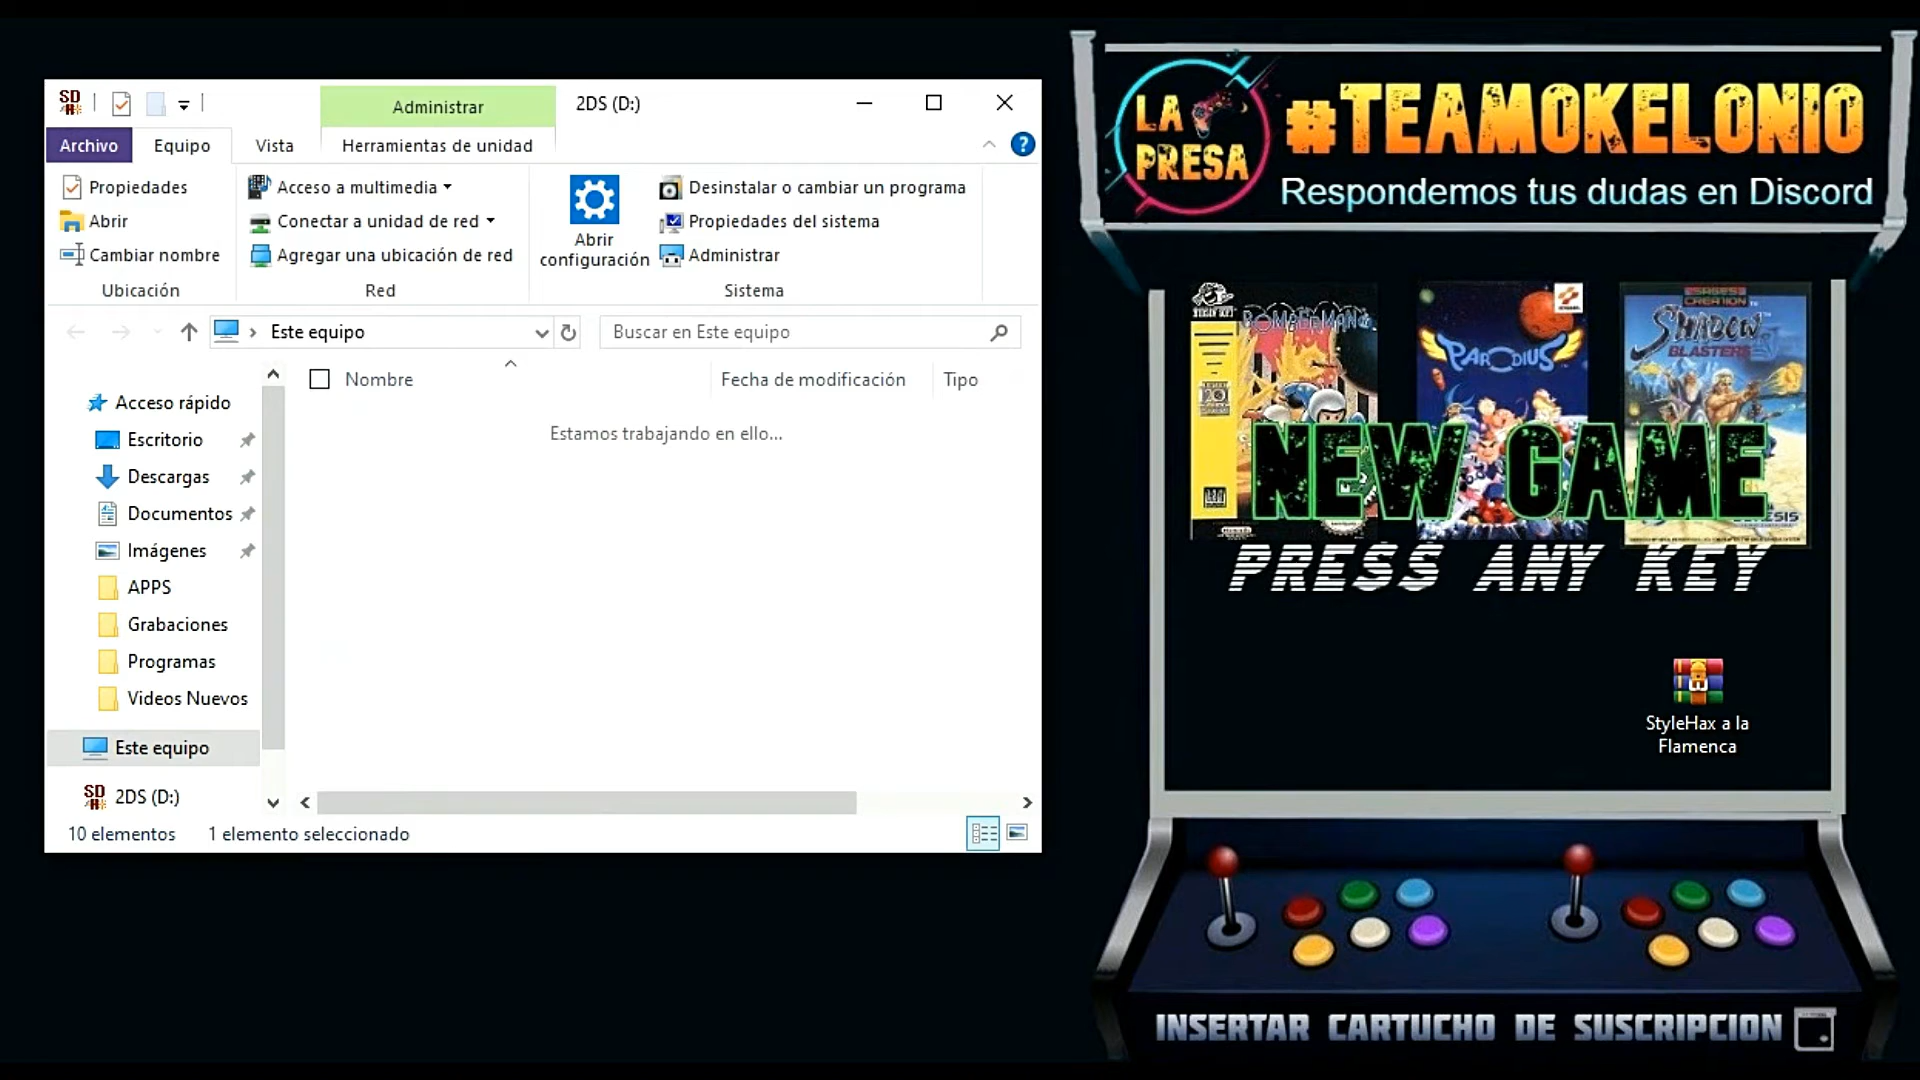 Administrar
2DS (D:)
Archivo
Equipo
Vista
Herramientas de unidad
Propiedades
Abrir
Cambiar nombre
Ubicación
Acceso a multimedia
Conectar a unidad de red
Agregar una ubicación de red
Red
Abrir
configuración
Desinstalar o cambiar un programa
Propiedades del sistema
Administrar
Sistema
Este equipo
Buscar en Este equipo
Nombre
Fecha de modificación
Tipo
Estamos trabajando en ello...
Acceso rápido
Escritorio
Descargas
Documentos
Imágenes
APPS
Grabaciones
Programas
Videos Nuevos
Este equipo
SD 2DS (D:)
10 elementos
1 elemento seleccionado
LA
PRESA
#TEAMOKELONIO
Respondemos tus dudas en Discord
BOMBERMAN
PARODIUS
SAGES
CREATION
SHADOW
BLASTERS
GENESIS
NEW GAME
PRESS ANY KEY
StyleHax a la
Flamenca
INSERTAR CARTUCHO DE SUSCRIPCION